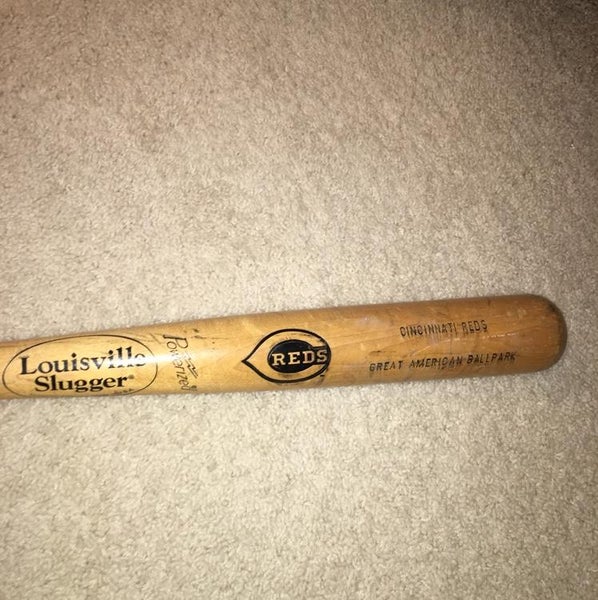 Louisville
Slugger®
Powerized
REDS
CINCINNATI REDS
GREAT AMERICAN BALLPARK